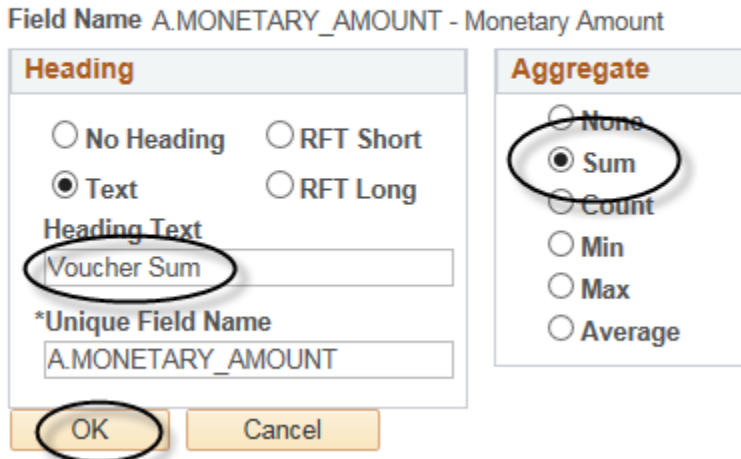 Field Name A.MONETARY_AMOUNT - Monetary Amount
Heading
No Heading RFT Short
Text RFT Long
Heading Text
Voucher Sum
*Unique Field Name
A.MONETARY_AMOUNT
OK Cancel
Aggregate
None
Sum
Count
Min
Max
Average